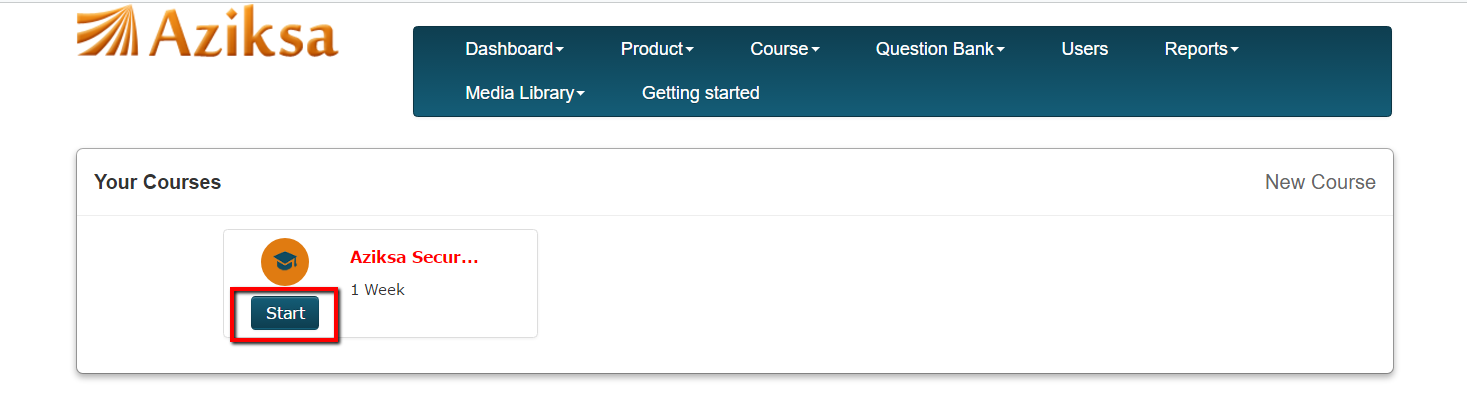 Aziksa
Dashboard Product Course Question Bank Users Reports
Media Library Getting started
Your Courses New Course
Aziksa Secur...
1 Week
Start